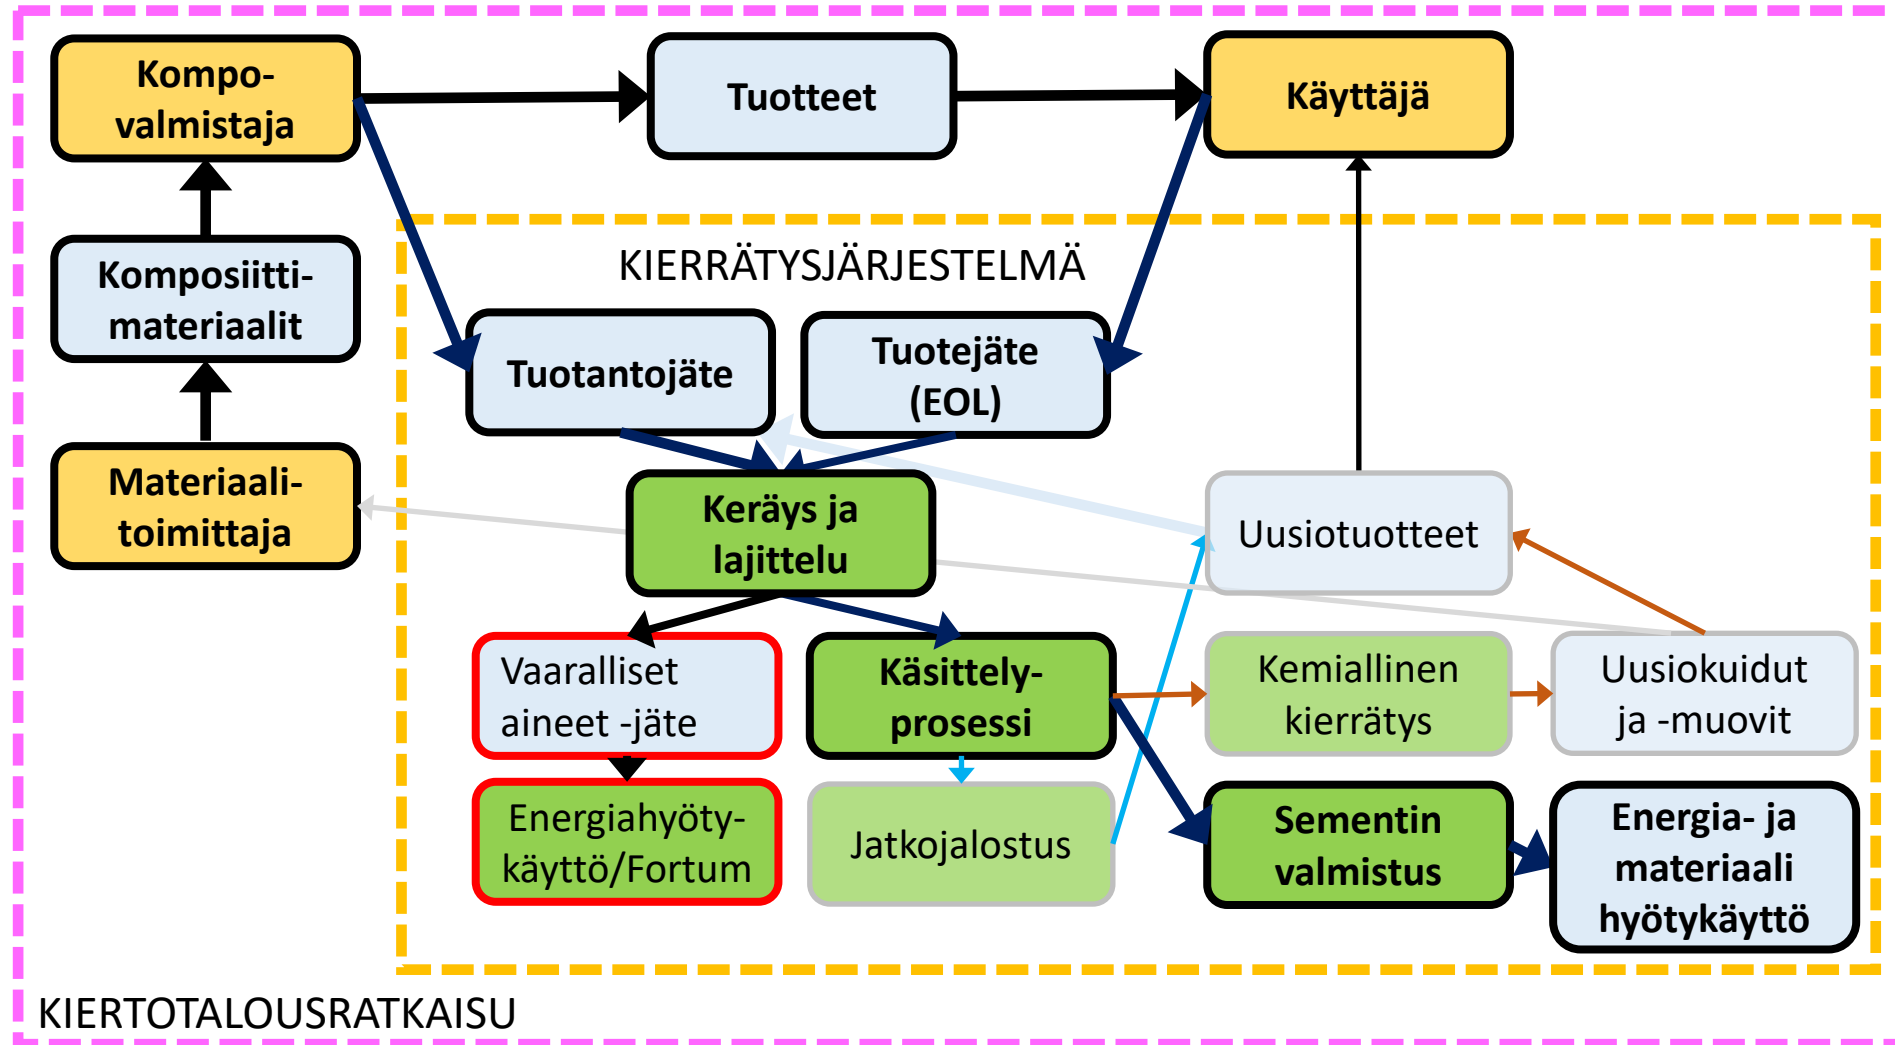 Kompo-
valmistaja
Tuotteet
Käyttäjä
Komposiitti-
materiaalit
KIERRÄTYSJÄRJESTELMÄ
Tuotantojäte
Tuotejäte
(EOL)
Materiaali-
toimittaja
Keräys ja
lajittelu
Uusiotuotteet
Vaaralliset
aineet -jäte
Käsittely-
prosessi
Kemiallinen
kierrätys
Uusiokuidut
ja -muovit
Energiahyöty-
käyttö/Fortum
Jatkojalostus
Sementin
valmistus
Energia- ja
materiaali
hyötykäyttö
KIERTOTALOUSRATKAISU